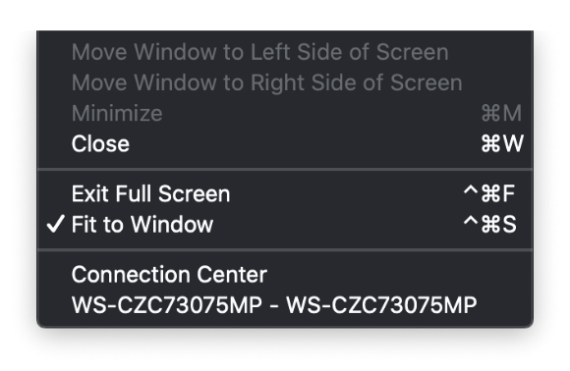 Move Window to Left Side of Screen
Move Window to Right Side of Screen
Minimize ⌘M
Close ⌘W
Exit Full Screen ^⌘F
✓ Fit to Window ^⌘S
Connection Center
WS-CZC73075MP - WS-CZC73075MP